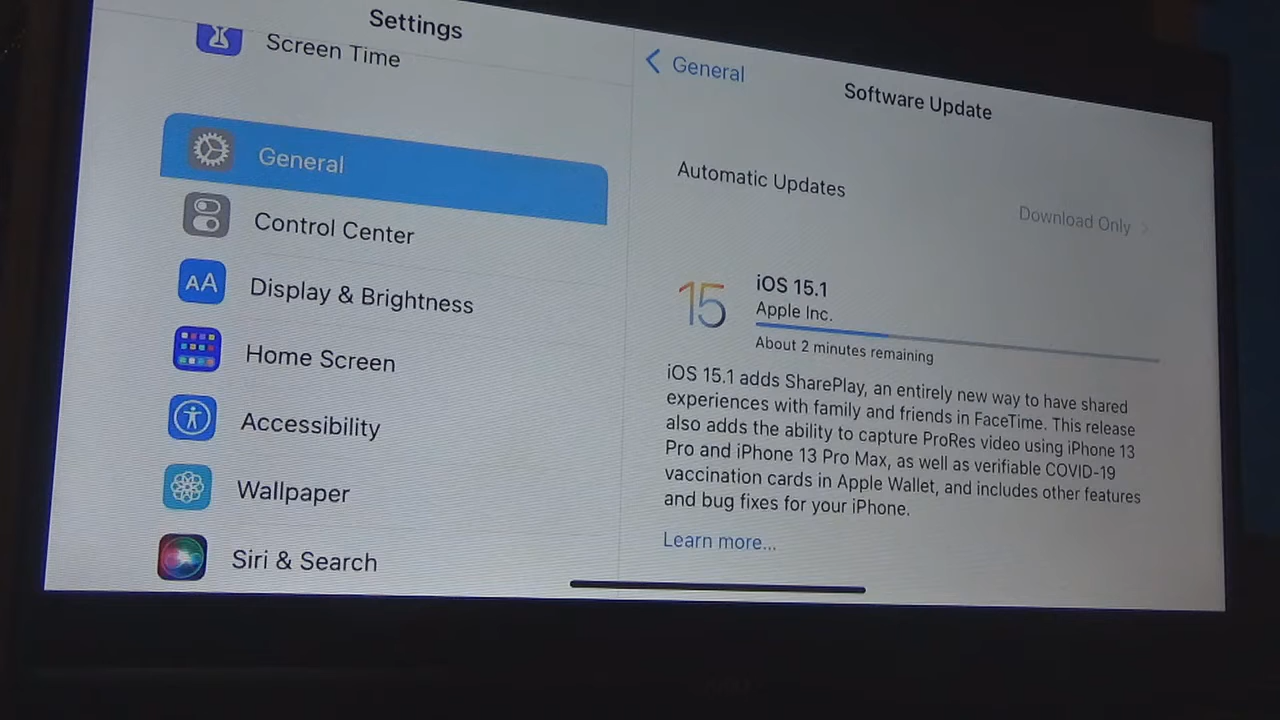 Settings
Screen Time
General
Control Center
AA
Display & Brightness
Home Screen
Accessibility
Wallpaper
Siri & Search
General
Software Update
Automatic Updates
Download Only
15
iOS 15.1
Apple Inc.
About 2 minutes remaining
iOS 15.1 adds SharePlay, an entirely new way to have shared
experiences with family and friends in FaceTime. This release
also adds the ability to capture ProRes video using iPhone 13
Pro and iPhone 13 Pro Max, as well as verifiable COVID-19
vaccination cards in Apple Wallet, and includes other features
and bug fixes for your iPhone.
Learn more...